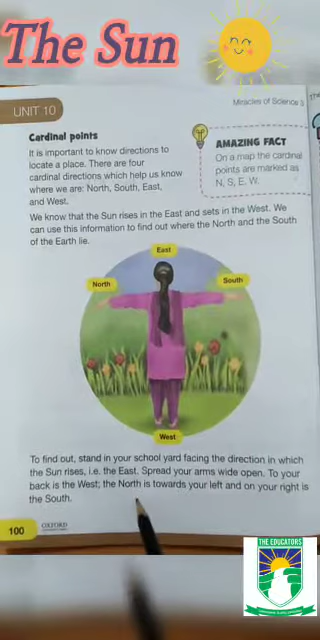 The Sun
UNIT 10
Miracles of Science 3
Cardinal points
It is important to know directions to
locate a place. There are four
cardinal directions which help us know
where we are: North, South, East,
and West.
AMAZING FACT
On a map the cardinal
points are marked as
N, S, E, W.
We know that the Sun rises in the East and sets in the West. We
can use this information to find out where the North and the South
of the Earth lie.
East
North
South
West
To find out, stand in your school yard facing the direction in which
the Sun rises, i.e. the East. Spread your arms wide open. To your
back is the West; the North is towards your left and on your right is
the South.
100
OXFORD
THE EDUCATORS